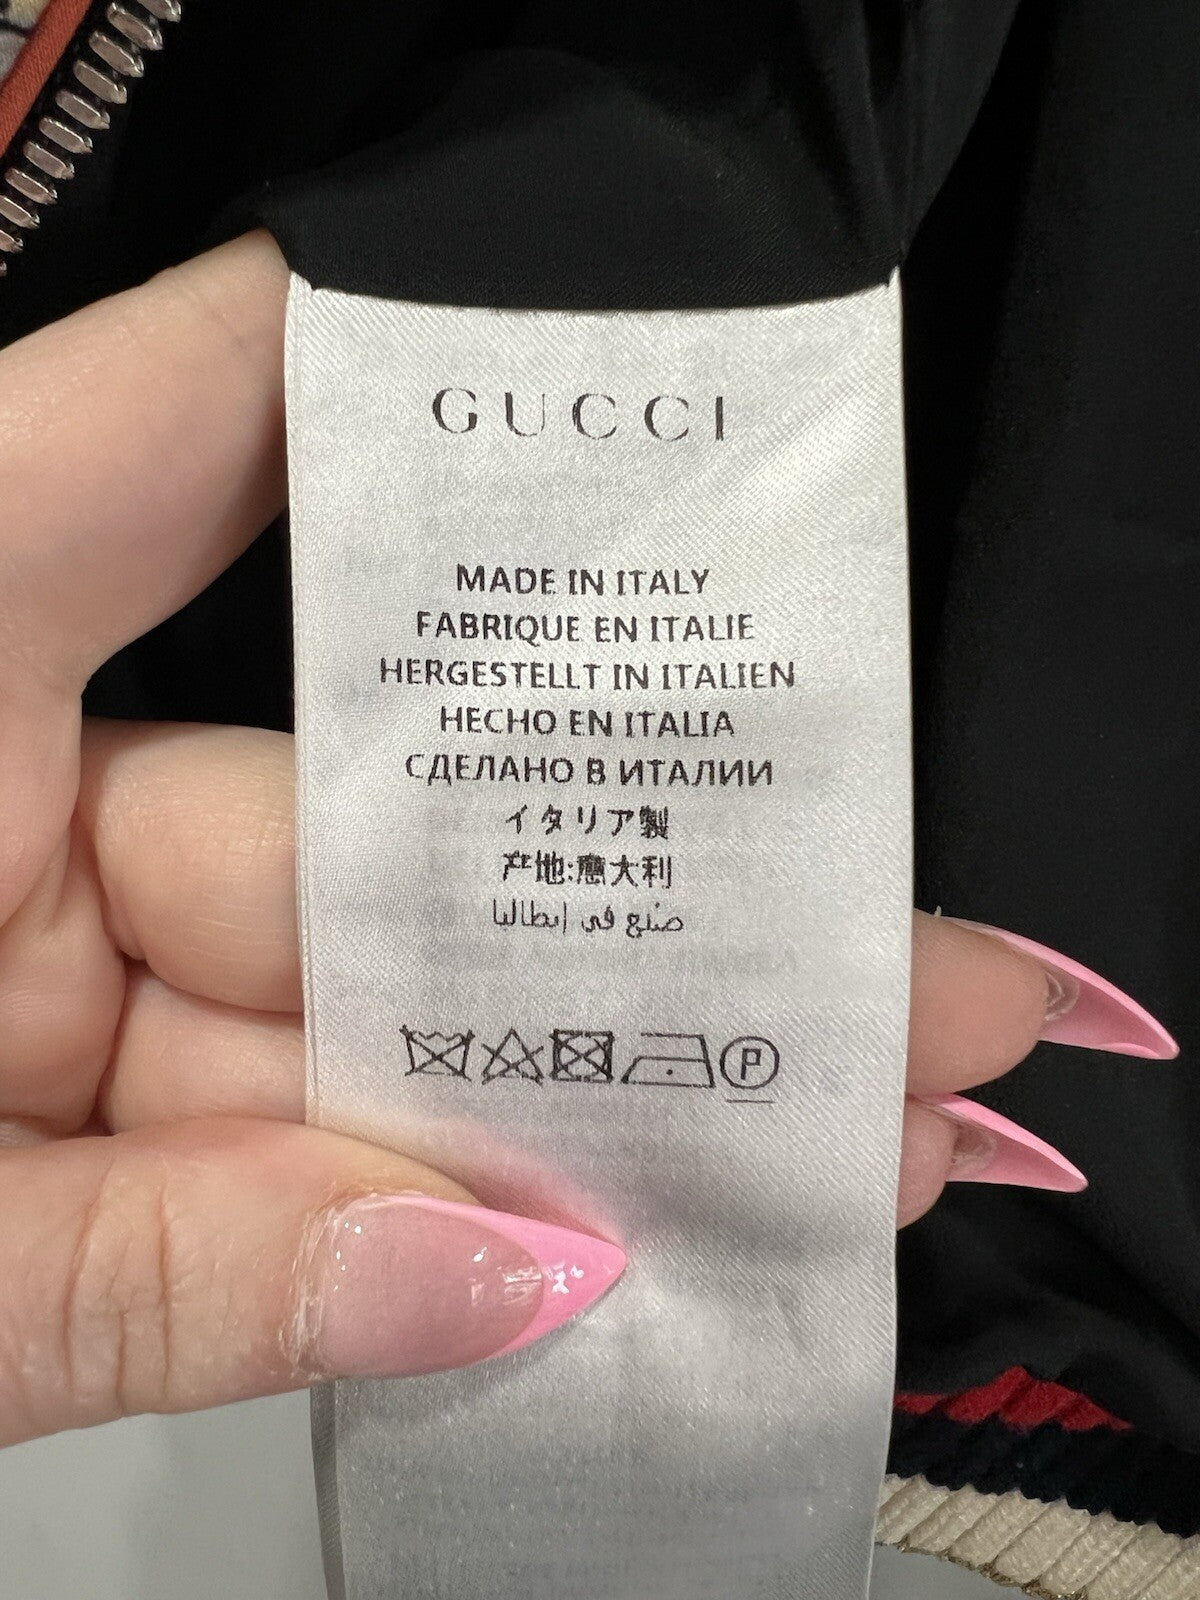 GUCCI
MADE IN ITALY
FABRIQUE EN ITALIE
HERGESTELLT IN ITALIEN
HECHO EN ITALIA
СДЕЛАНО В ИТАЛИИ
イタリア製
产地:意大利
صنع في إيطاليا
P